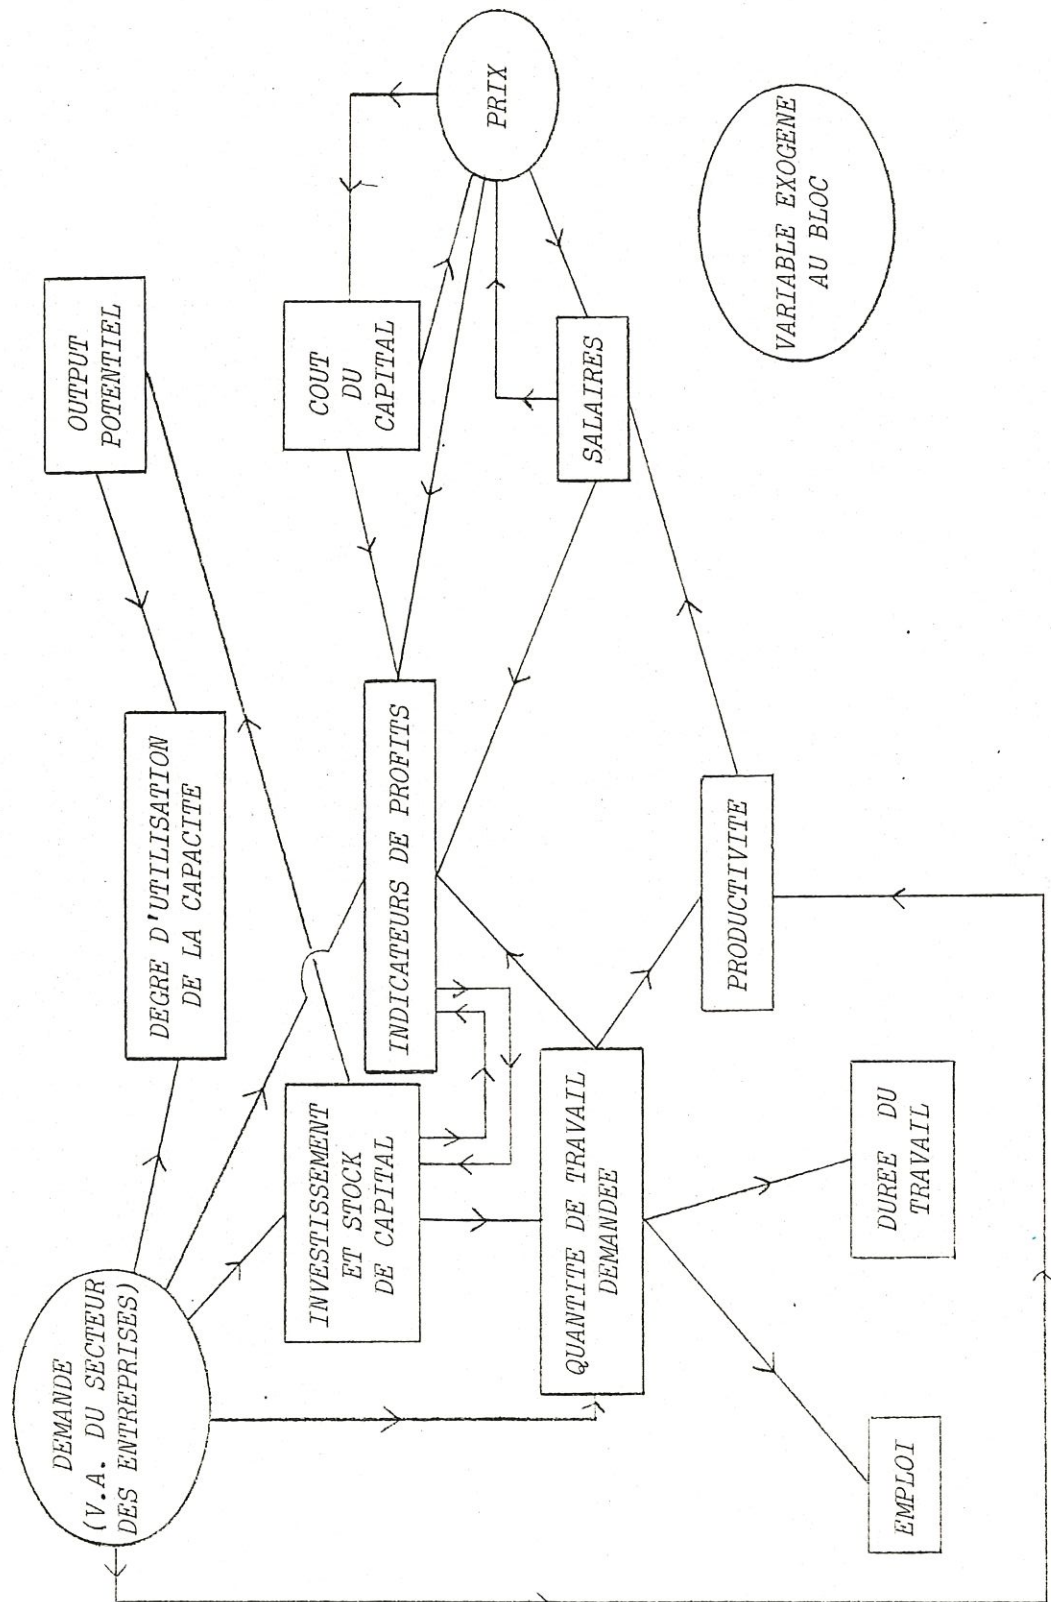 DEMANDE
(V.A. DU SECTEUR
DES ENTREPRISES)
DEGRE D'UTILISATION
DE LA CAPACITE
OUTPUT
POTENTIEL
INVESTISSEMENT
ET STOCK
DE CAPITAL
INDICATEURS DE PROFITS
COUT
DU
CAPITAL
PRIX
QUANTITE DE TRAVAIL
DEMANDEE
SALAIRES
PRODUCTIVITE
EMPLOI
DUREE DU
TRAVAIL
VARIABLE EXOGENE
AU BLOC